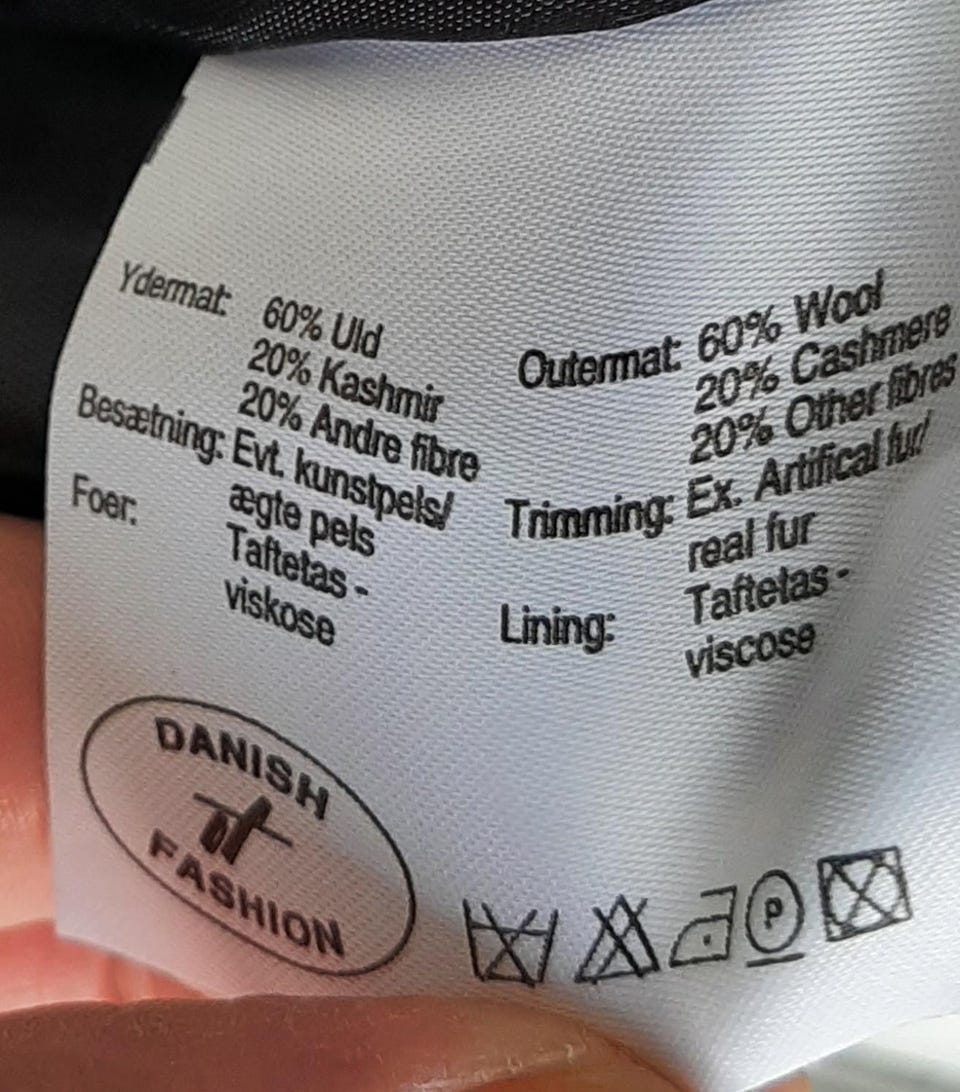 Ydermat: 60% Uld
20% Kashmir
20% Andre fibre
Besætning: Evt. kunstpels/
ægte pels
Foer: Taftetas -
viskose
Outermat: 60% Wool
20% Cashmere
20% Other fibres
Trimming: Ex. Artifical fur/
real fur
Lining: Taftetas -
viscose
DANISH
FASHION
P